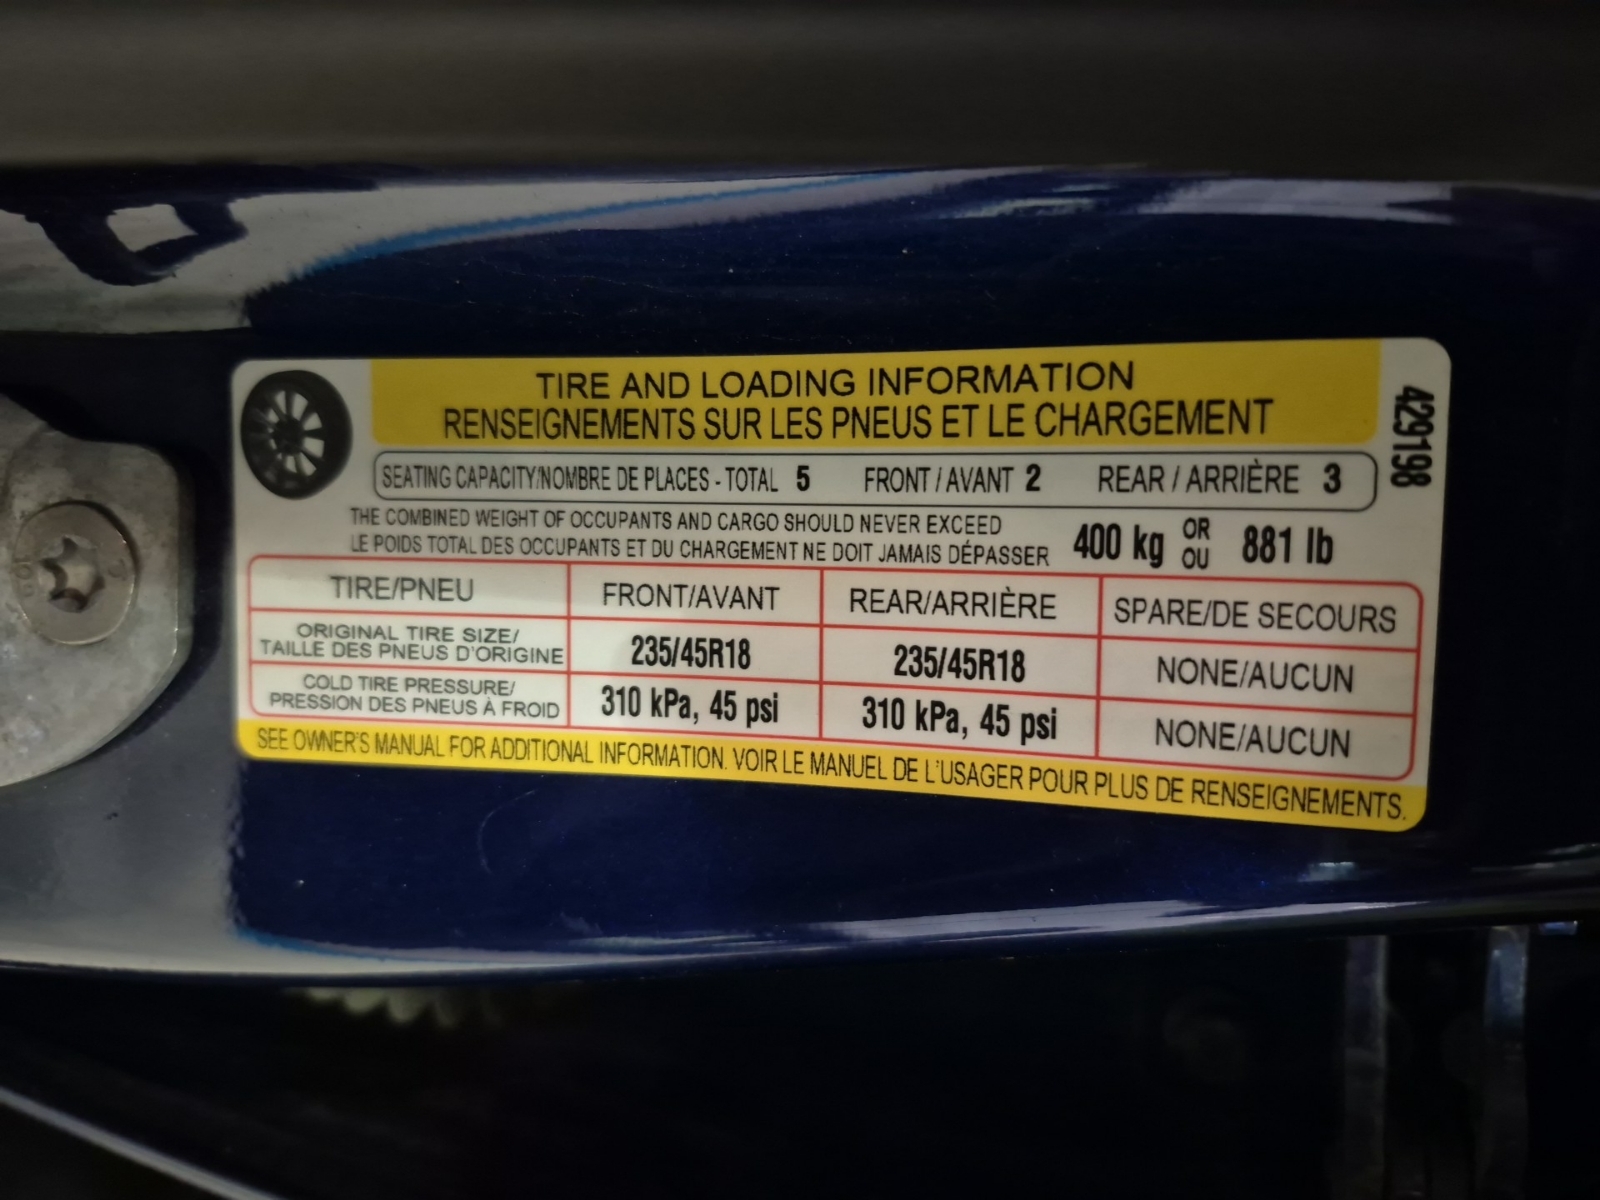 TIRE AND LOADING INFORMATION
RENSEIGNEMENTS SUR LES PNEUS ET LE CHARGEMENT
429198
SEATING CAPACITY/NOMBRE DE PLACES - TOTAL 5 FRONT / AVANT 2 REAR / ARRIÈRE 3
THE COMBINED WEIGHT OF OCCUPANTS AND CARGO SHOULD NEVER EXCEED
LE POIDS TOTAL DES OCCUPANTS ET DU CHARGEMENT NE DOIT JAMAIS DÉPASSER
400 kg OR OU 881 lb
TIRE/PNEU FRONT/AVANT REAR/ARRIÈRE SPARE/DE SECOURS
ORIGINAL TIRE SIZE/
TAILLE DES PNEUS D'ORIGINE 235/45R18 235/45R18 NONE/AUCUN
COLD TIRE PRESSURE/
PRESSION DES PNEUS À FROID 310 kPa, 45 psi 310 kPa, 45 psi NONE/AUCUN
SEE OWNER'S MANUAL FOR ADDITIONAL INFORMATION. VOIR LE MANUEL DE L'USAGER POUR PLUS DE RENSEIGNEMENTS.